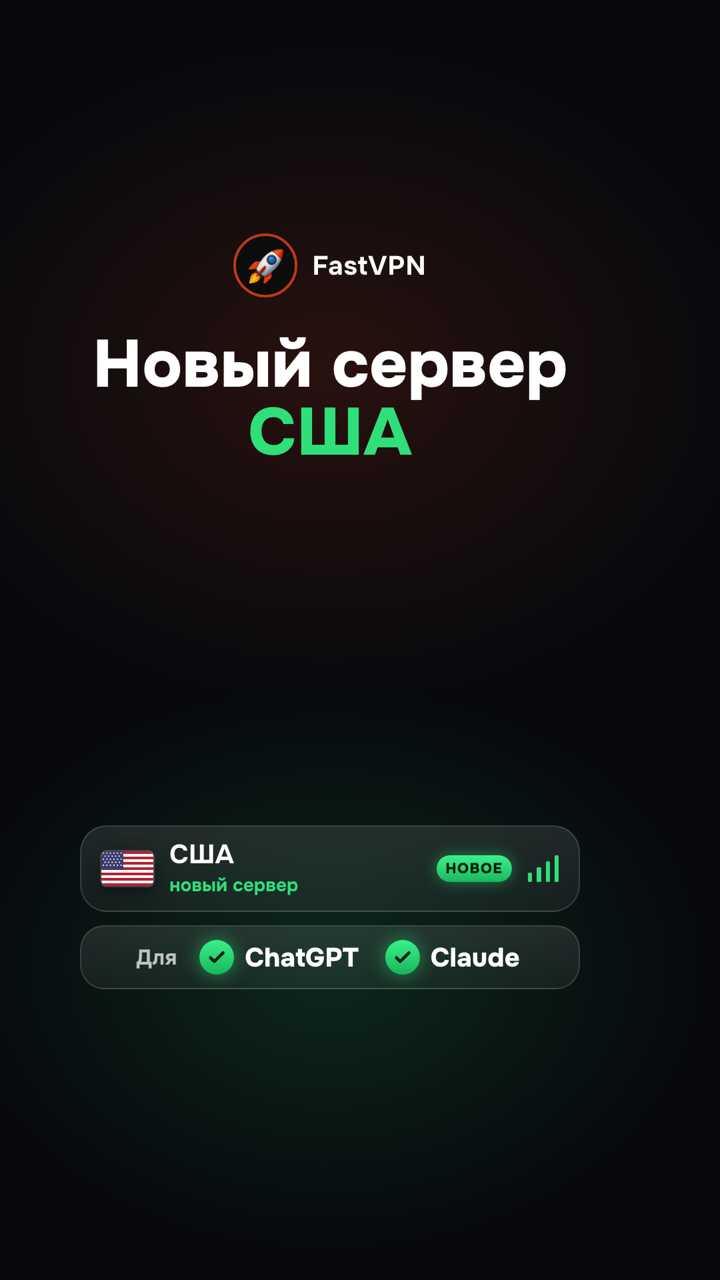 FastVPN
Новый сервер
США
США
новый сервер
НОВОЕ
Для ChatGPT Claude